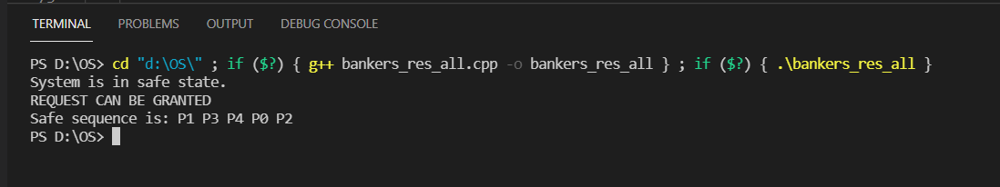 TERMINAL PROBLEMS OUTPUT DEBUG CONSOLE
PS D:\OS> cd "d:\OS\" ; if ($?) { g++ bankers_res_all.cpp -o bankers_res_all } ; if ($?) { .\bankers_res_all }
System is in safe state.
REQUEST CAN BE GRANTED
Safe sequence is: P1 P3 P4 P0 P2
PS D:\OS>